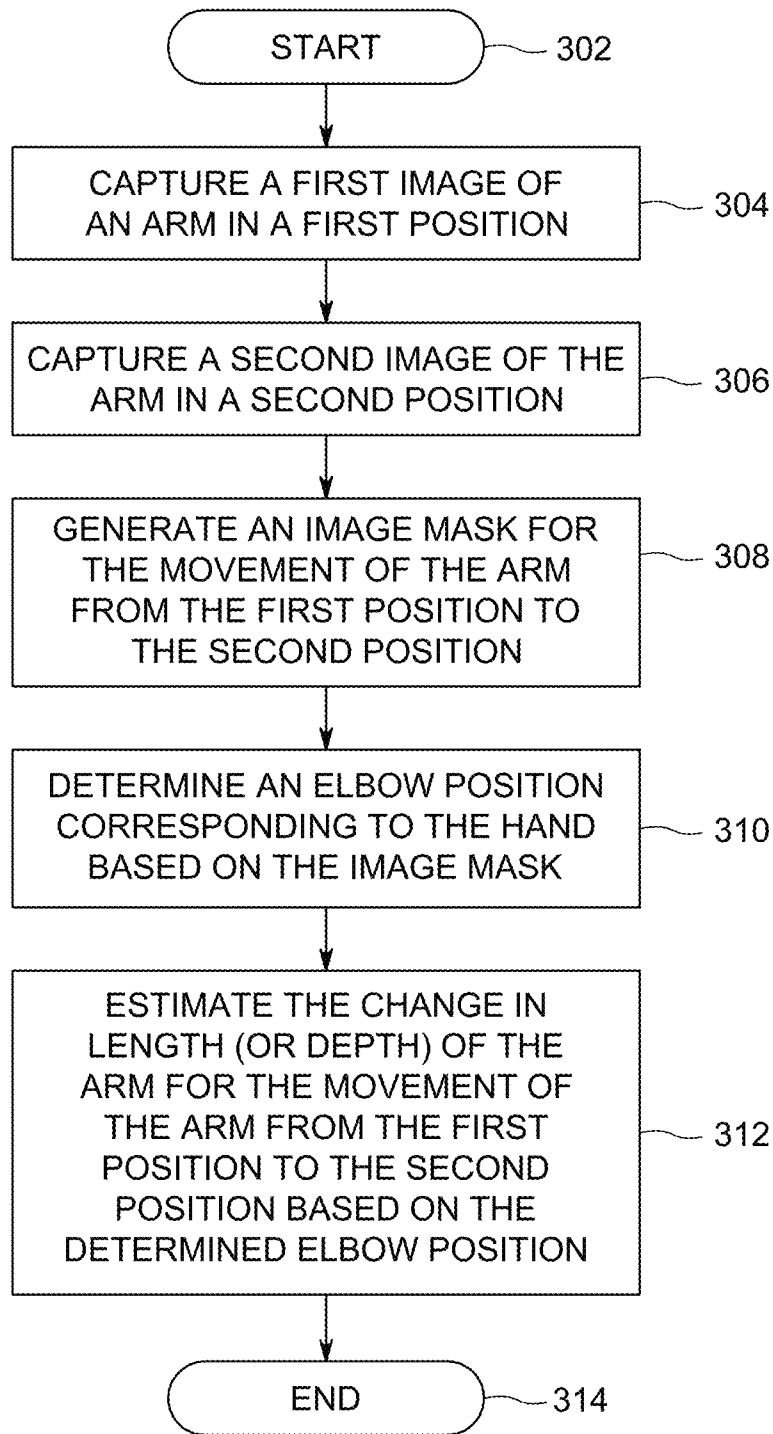 START
302
CAPTURE A FIRST IMAGE OF
AN ARM IN A FIRST POSITION
304
CAPTURE A SECOND IMAGE OF THE
ARM IN A SECOND POSITION
306
GENERATE AN IMAGE MASK FOR
THE MOVEMENT OF THE ARM
FROM THE FIRST POSITION TO
THE SECOND POSITION
308
DETERMINE AN ELBOW POSITION
CORRESPONDING TO THE HAND
BASED ON THE IMAGE MASK
310
ESTIMATE THE CHANGE IN
LENGTH (OR DEPTH) OF THE
ARM FOR THE MOVEMENT OF
THE ARM FROM THE FIRST
POSITION TO THE SECOND
POSITION BASED ON THE
DETERMINED ELBOW POSITION
312
END
314